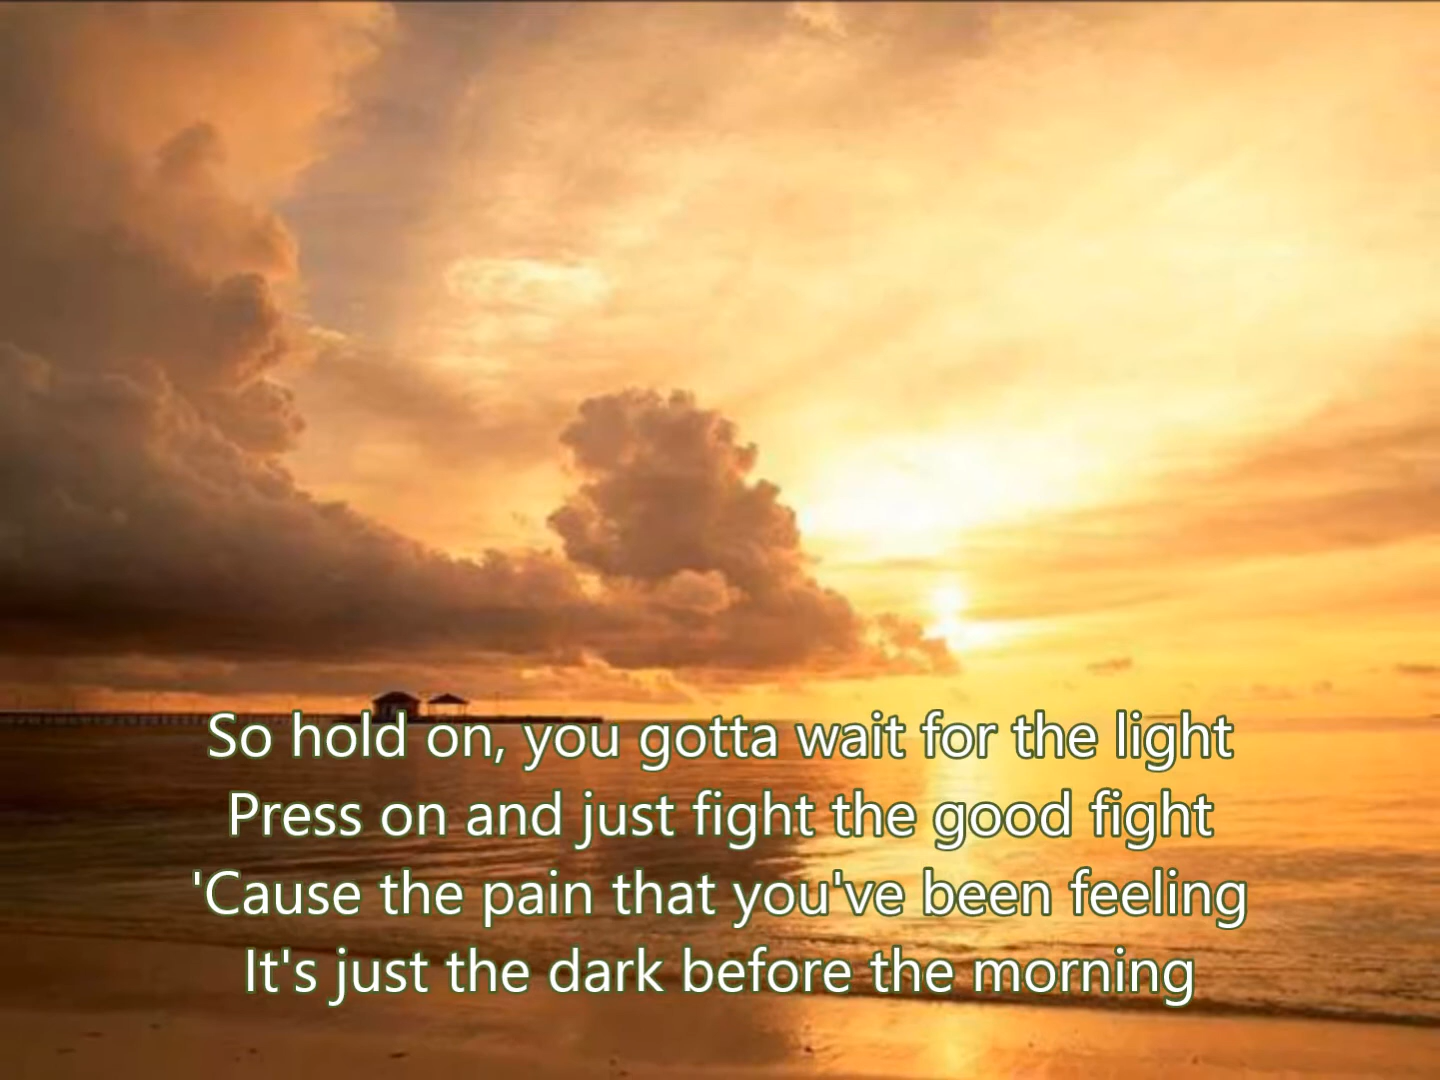 So hold on, you gotta wait for the light
Press on and just fight the good fight
'Cause the pain that you've been feeling
It's just the dark before the morning